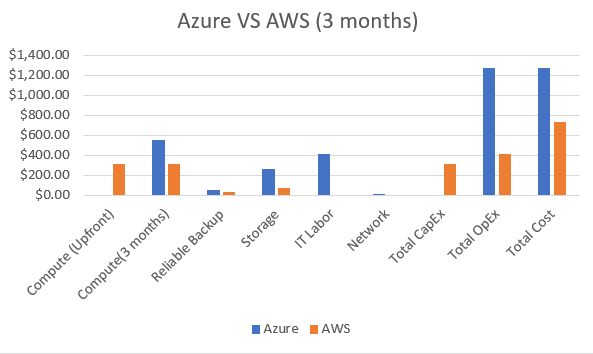 Azure VS AWS (3 months)
$1,400.00
$1,200.00
$1,000.00
$800.00
$600.00
$400.00
$200.00
$0.00
Compute (Upfront)
Compute(3 months)
Reliable Backup
Storage
IT Labor
Network
Total CapEx
Total OpEx
Total Cost
Azure AWS